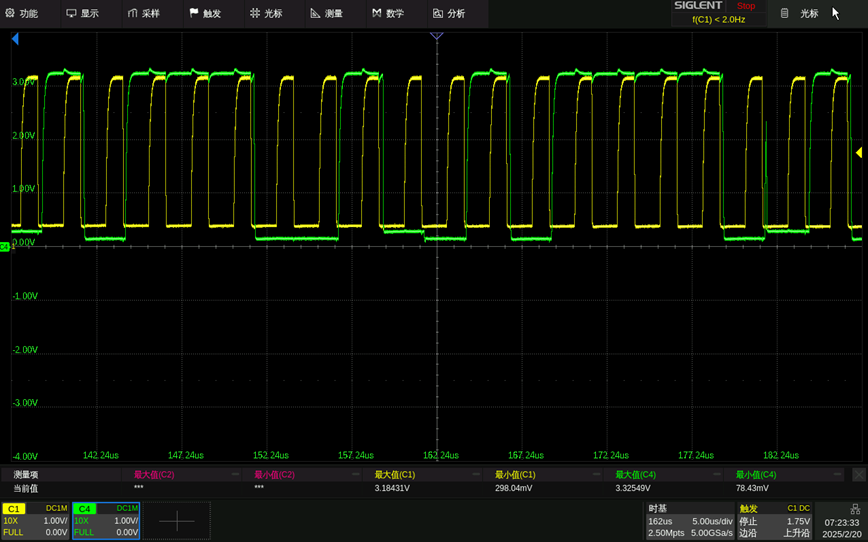 功能 显示 采样 触发 光标 测量 数学 分析 SIGLENT Stop 光标
f(C1) < 2.0Hz
3.00V
2.00V
1.00V
C4 0.00V
-1.00V
-2.00V
-3.00V
-4.00V
142.24us 147.24us 152.24us 157.24us 162.24us 167.24us 172.24us 177.24us 182.24us
测量项 最大值(C2) 最小值(C2) 最大值(C1) 最小值(C1) 最大值(C4) 最小值(C4)
当前值 *** *** 3.18431V 298.04mV 3.32549V 78.43mV
C1 DC1M C4 DC1M 时基 触发 C1 DC
10X 1.00V/ 10X 1.00V/ 162us 5.00us/div 停止 1.75V 07:23:33
FULL 0.00V FULL 0.00V 2.50Mpts 5.00GSa/s 边沿 上升沿 2025/2/20